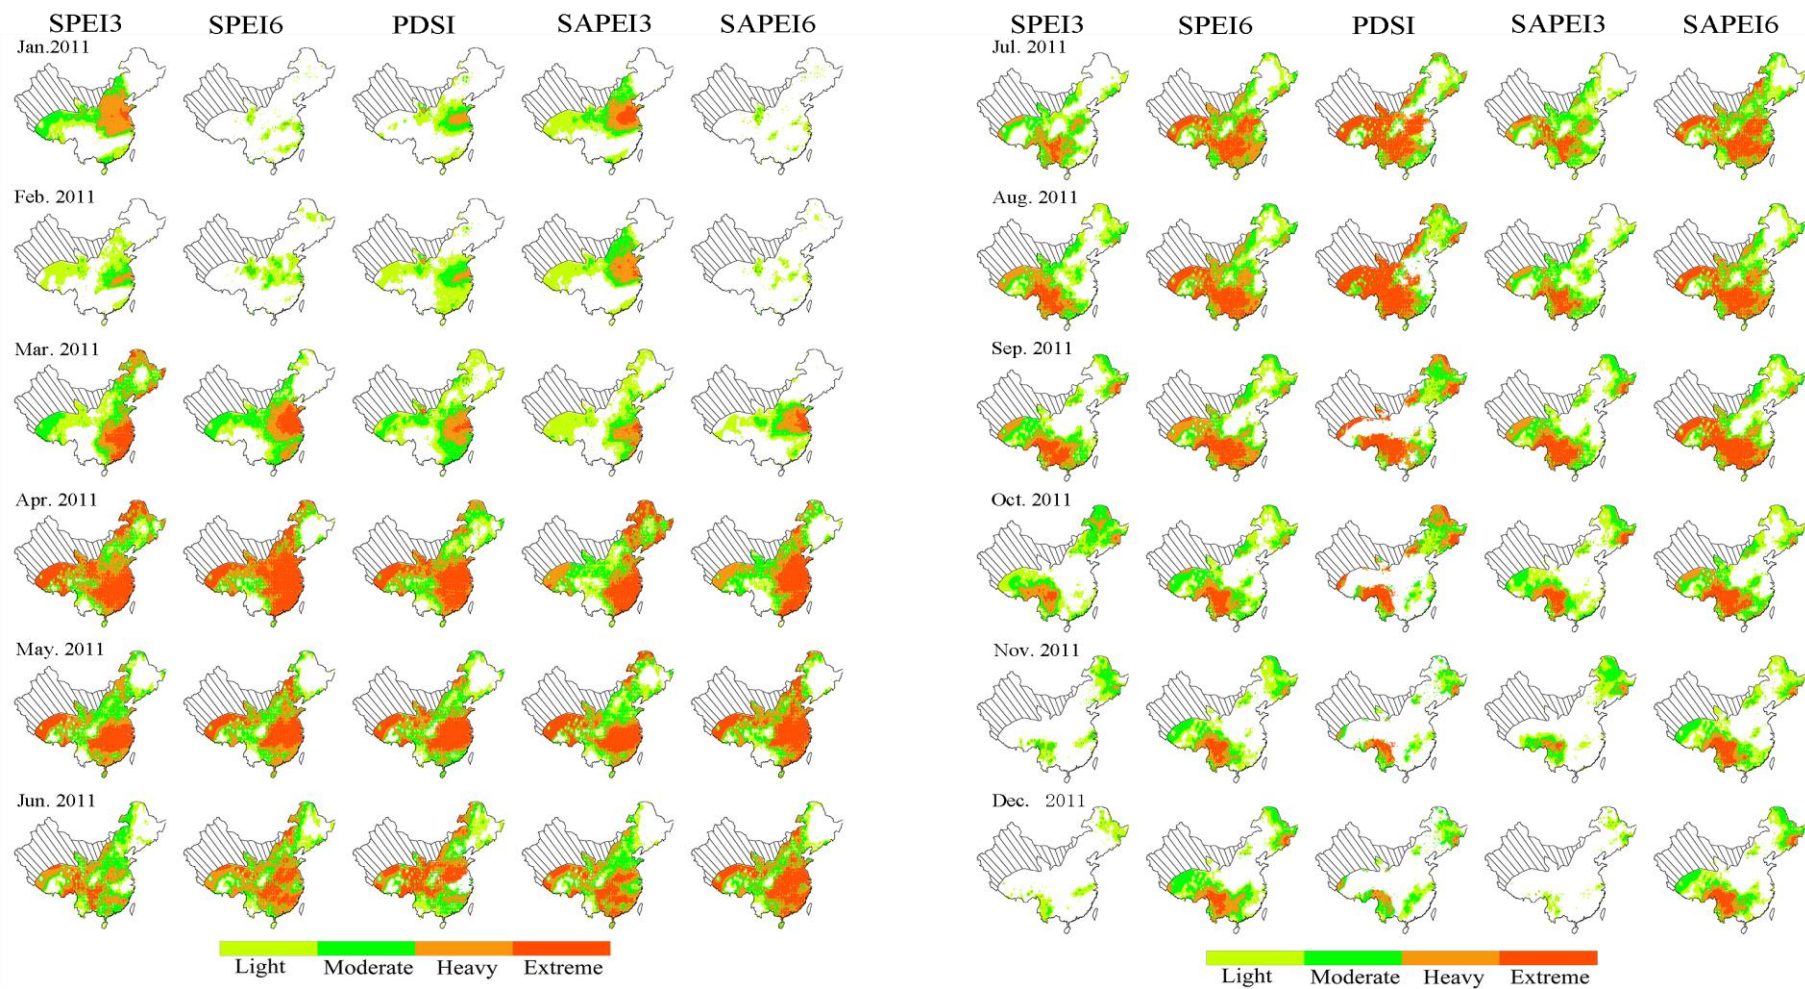 SPEI3 SPEI6 PDSI SAPEI3 SAPEI6
Jan.2011
Feb. 2011
Mar. 2011
Apr. 2011
May. 2011
Jun. 2011
Light Moderate Heavy Extreme
SPEI3 SPEI6 PDSI SAPEI3 SAPEI6
Jul. 2011
Aug. 2011
Sep. 2011
Oct. 2011
Nov. 2011
Dec. 2011
Light Moderate Heavy Extreme